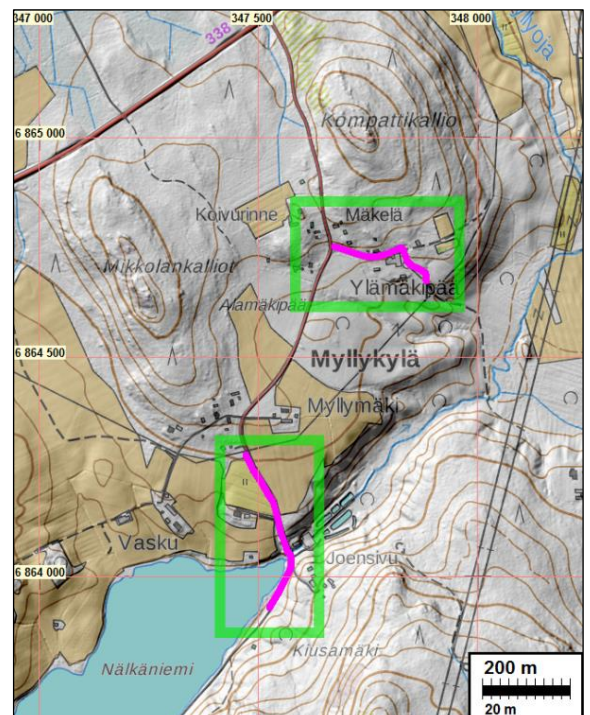 347 000
347 500
348 000
338
Myllyoja
Kompattikallio
6 865 000
Koivurinne
Mäkelä
Mikkolankalliot
Ylämäkipää
Alamäkipää
6 864 500
Myllykylä
Myllymäki
Vasku
Joensivu
6 864 000
Kiusamäki
Nälkäniemi
200 m
20 m